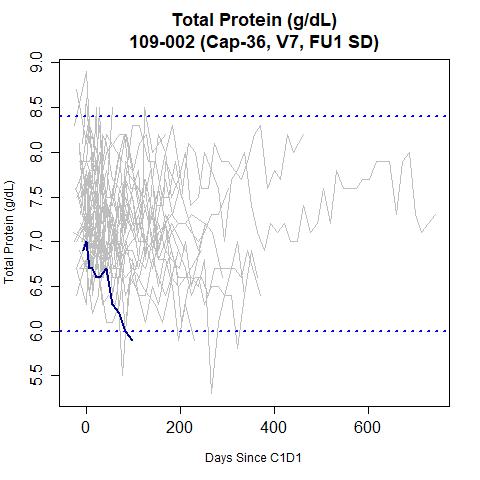 Total Protein (g/dL)
109-002 (Cap-36, V7, FU1 SD)
Total Protein (g/dL)
9.0
8.5
8.0
7.5
7.0
6.5
6.0
5.5
0 200 400 600
Days Since C1D1